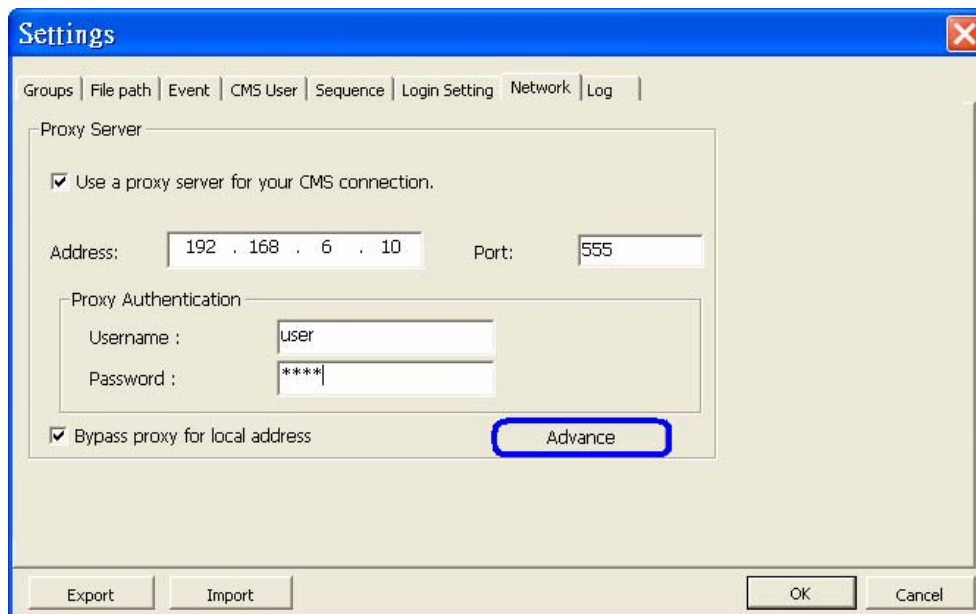 Settings
Groups File path Event CMS User Sequence Login Setting Network Log
Proxy Server
Use a proxy server for your CMS connection.
Address: 192 . 168 . 6 . 10 Port: 555
Proxy Authentication
Username : user
Password : ****
Bypass proxy for local address Advance
Export Import OK Cancel